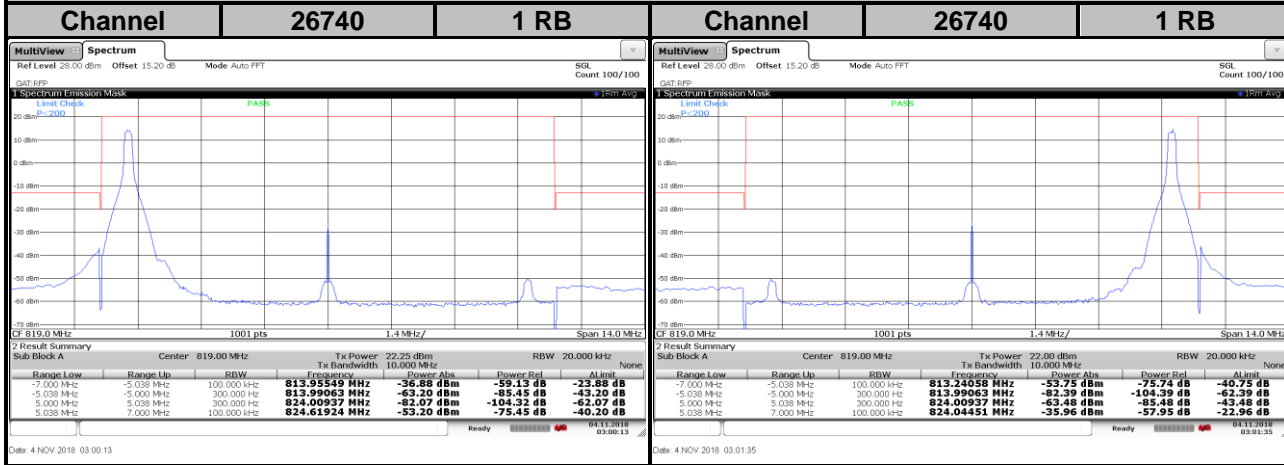 Channel 26740 1 RB Channel 26740 1 RB
MultiView Spectrum
Ref Level 28.00 dBm Offset 15.20 dB Mode Auto FFT SGL
Count 100/100
GAT:RFP
1 Spectrum Emission Mask 1Rm Avg
Limit Check PASS
P<200
20 dBm
10 dBm
0 dBm
-10 dBm
-20 dBm
-30 dBm
-40 dBm
-50 dBm
-60 dBm
-70 dBm
CF 819.0 MHz 1001 pts 1.4 MHz/ Span 14.0 MHz
2 Result Summary
Sub Block A Center 819.00 MHz Tx Power 22.25 dBm RBW 20.000 kHz
Tx Bandwidth 10.000 MHz None
Range Low Range Up RBW Frequency Power Abs Power Rel ΔLimit
-7.000 MHz -5.038 MHz 100.000 kHz 813.95549 MHz -36.88 dBm -59.13 dB -23.88 dB
-5.038 MHz -5.000 MHz 300.000 Hz 813.99063 MHz -63.20 dBm -85.45 dB -43.20 dB
5.000 MHz 5.038 MHz 300.000 Hz 824.00937 MHz -82.07 dBm -104.32 dB -62.07 dB
5.038 MHz 7.000 MHz 100.000 kHz 824.61924 MHz -53.20 dBm -75.45 dB -40.20 dB
Ready 04.11.2018
03:00:13
Date: 4.NOV.2018 03:00:13
MultiView Spectrum
Ref Level 28.00 dBm Offset 15.20 dB Mode Auto FFT SGL
Count 100/100
GAT:RFP
1 Spectrum Emission Mask 1Rm Avg
Limit Check PASS
P<200
20 dBm
10 dBm
0 dBm
-10 dBm
-20 dBm
-30 dBm
-40 dBm
-50 dBm
-60 dBm
-70 dBm
CF 819.0 MHz 1001 pts 1.4 MHz/ Span 14.0 MHz
2 Result Summary
Sub Block A Center 819.00 MHz Tx Power 22.00 dBm RBW 20.000 kHz
Tx Bandwidth 10.000 MHz None
Range Low Range Up RBW Frequency Power Abs Power Rel ΔLimit
-7.000 MHz -5.038 MHz 100.000 kHz 813.24058 MHz -53.75 dBm -75.74 dB -40.75 dB
-5.038 MHz -5.000 MHz 300.000 Hz 813.99063 MHz -82.39 dBm -104.39 dB -62.39 dB
5.000 MHz 5.038 MHz 300.000 Hz 824.00937 MHz -63.48 dBm -85.48 dB -43.48 dB
5.038 MHz 7.000 MHz 100.000 kHz 824.04451 MHz -35.96 dBm -57.95 dB -22.96 dB
Ready 04.11.2018
03:01:35
Date: 4.NOV.2018 03:01:35